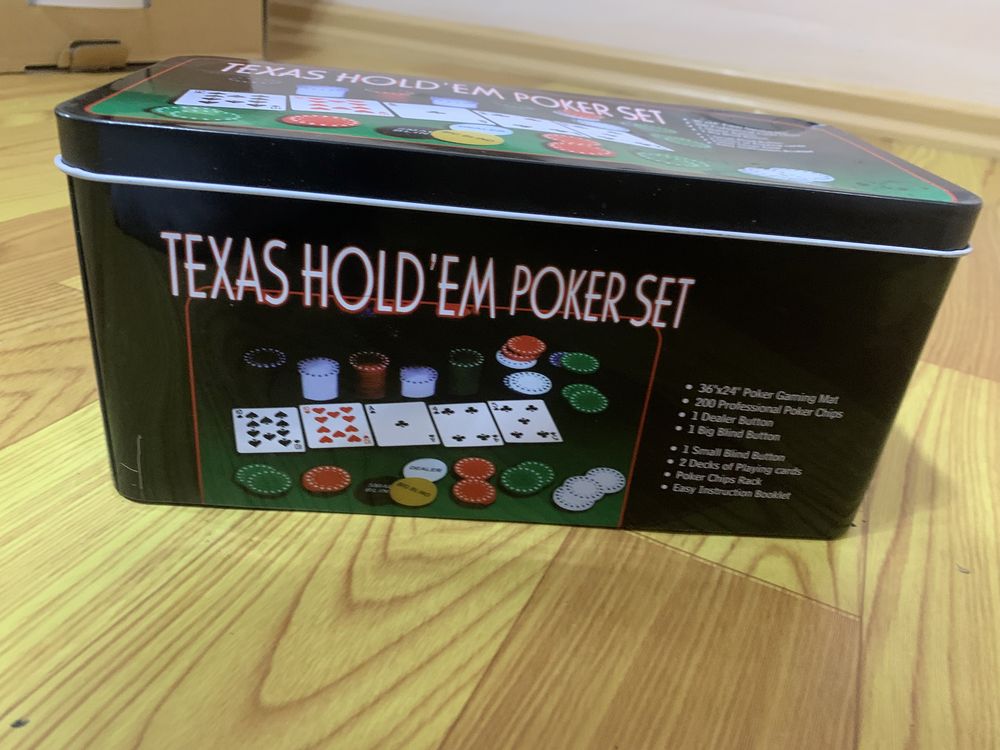 TEXAS HOLD'EM POKER SET
TEXAS HOLD'EM POKER SET
• 36"x24" Poker Gaming Mat
• 200 Professional Poker Chips
• 1 Dealer Button
• 1 Big Blind Button
• 1 Small Blind Button
• 2 Decks of Playing cards
• Poker Chips Rack
• Easy Instruction Booklet
DEALER
BIG BLIND